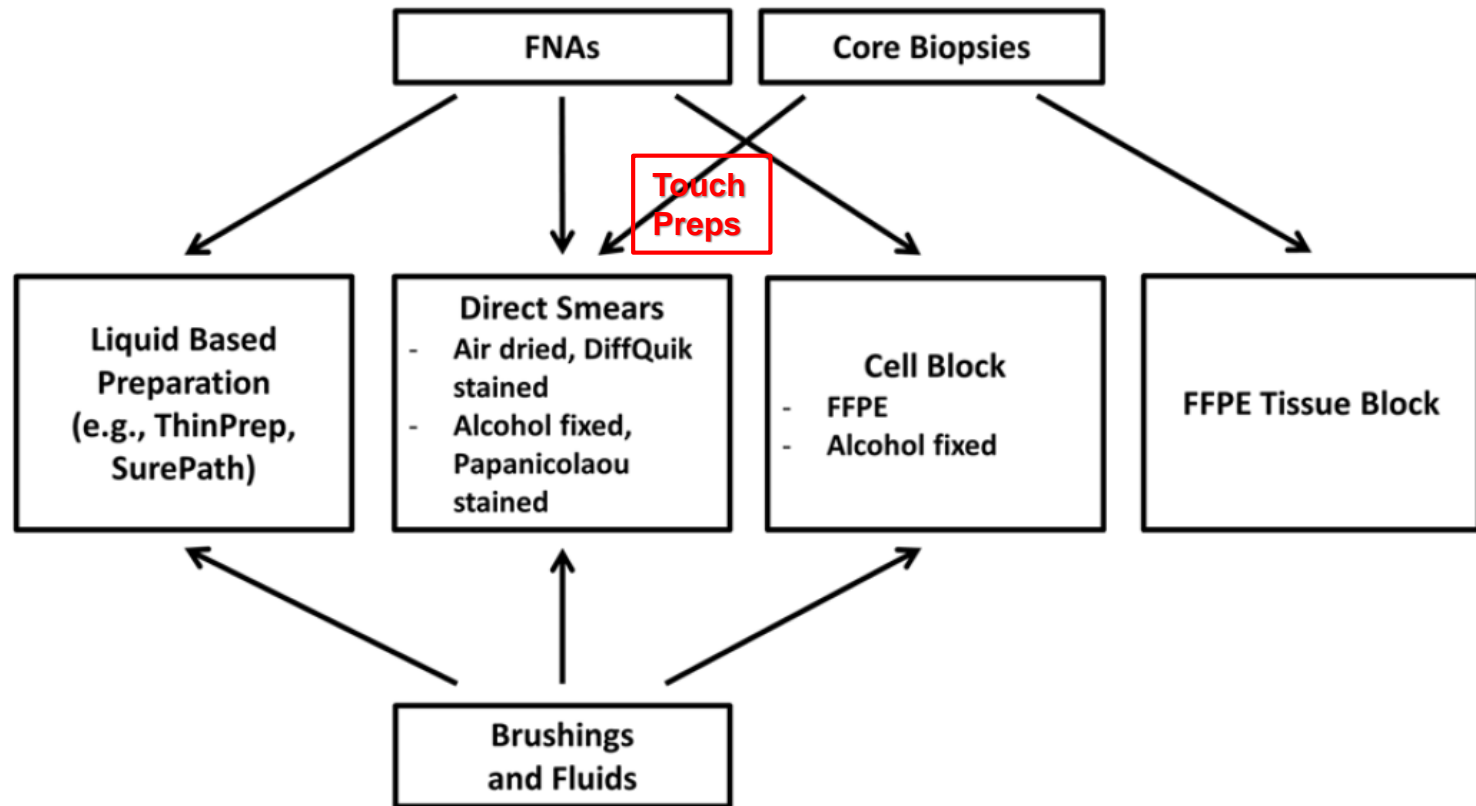 FNAs
Core Biopsies
Touch
Preps
Liquid Based
Preparation
(e.g., ThinPrep,
SurePath)
Direct Smears
- Air dried, DiffQuik
stained
- Alcohol fixed,
Papanicolaou
stained
Cell Block
- FFPE
- Alcohol fixed
FFPE Tissue Block
Brushings
and Fluids